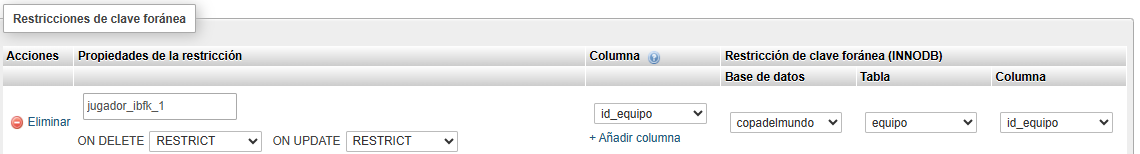 Restricciones de clave foránea
Acciones Propiedades de la restricción Columna Restricción de clave foránea (INNODB)
Base de datos Tabla Columna
jugador_ibfk_1
Eliminar id_equipo copadelmundo equipo id_equipo
ON DELETE RESTRICT ON UPDATE RESTRICT + Añadir columna